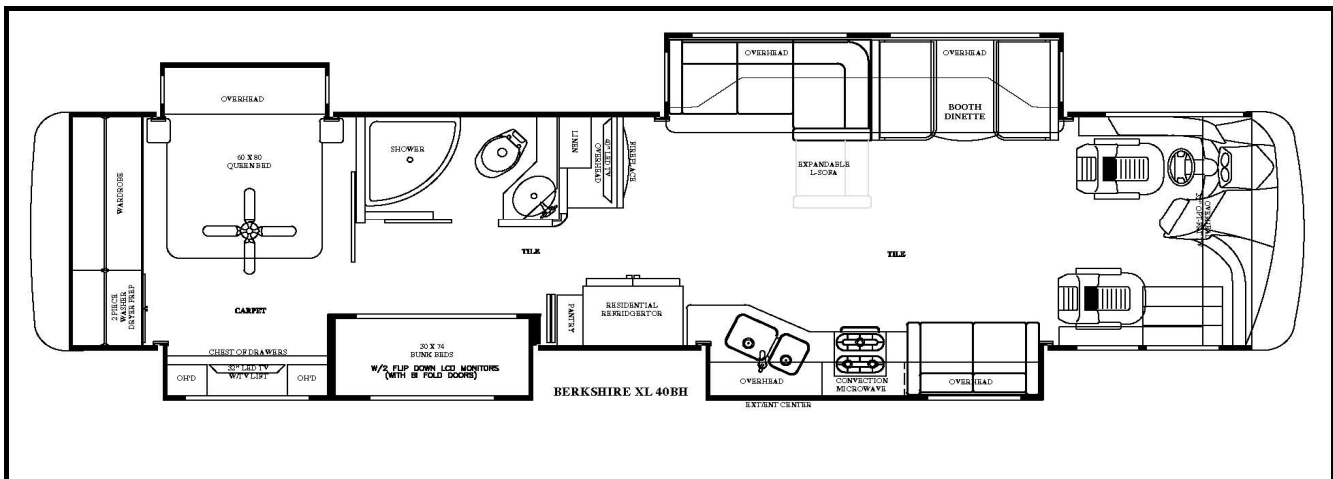 OVERHEAD
OVERHEAD
OVERHEAD
BOOTH
DINETTE
60 X 80
QUEEN BED
SHOWER
LINEN
40" LED TV
OVERHEAD
FIREPLACE
EXPANDABLE
L-SOFA
WARDROBE
OVERHEAD
TILE
TILE
2 PIECE
WASHER
DRYER PREP
CARPET
PANTRY
RESIDENTIAL
REFRIDGERTOR
CHEST OF DRAWERS
OH'D
32" LED TV
W/TV LIFT
OH'D
30 X 74
BUNK BEDS
W/2 FLIP DOWN LCD MONITORS
(WITH BI FOLD DOORS)
BERKSHIRE XL 40BH
OVERHEAD
CONVECTION
MICROWAVE
OVERHEAD
EXT/ENT CENTER